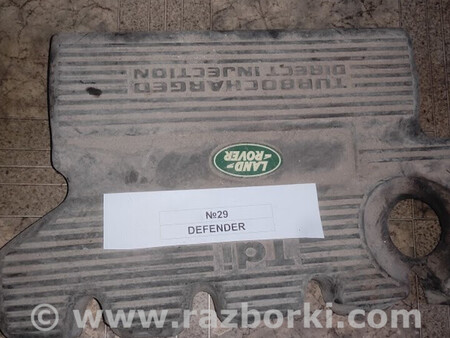 TURBOCHARGED
DIRECT INJECTION
LAND
ROVER
№29
DEFENDER
Tdi
© www.razborki.com